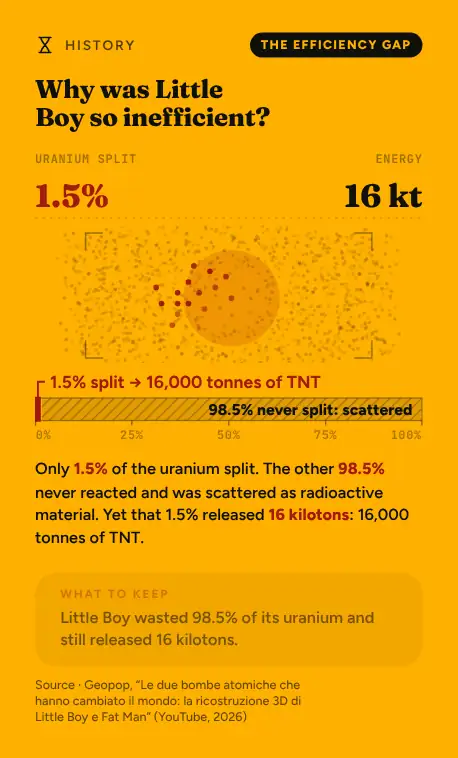 HISTORY
THE EFFICIENCY GAP
Why was Little
Boy so inefficient?
URANIUM SPLIT
ENERGY
1.5%
16 kt
1.5% split → 16,000 tonnes of TNT
98.5% never split: scattered
0% 25% 50% 75% 100%
Only 1.5% of the uranium split. The other 98.5%
never reacted and was scattered as radioactive
material. Yet that 1.5% released 16 kilotons: 16,000
tonnes of TNT.
WHAT TO KEEP
Little Boy wasted 98.5% of its uranium and
still released 16 kilotons.
Source · Geopop, “Le due bombe atomiche che
hanno cambiato il mondo: la ricostruzione 3D di
Little Boy e Fat Man” (YouTube, 2026)